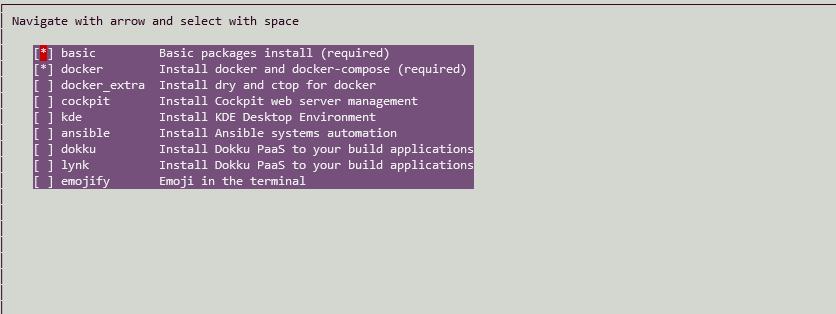 Navigate with arrow and select with space
[*] basic Basic packages install (required)
[*] docker Install docker and docker-compose (required)
[ ] docker_extra Install dry and ctop for docker
[ ] cockpit Install Cockpit web server management
[ ] kde Install KDE Desktop Environment
[ ] ansible Install Ansible systems automation
[ ] dokku Install Dokku PaaS to your build applications
[ ] lynk Install Dokku PaaS to your build applications
[ ] emojify Emoji in the terminal